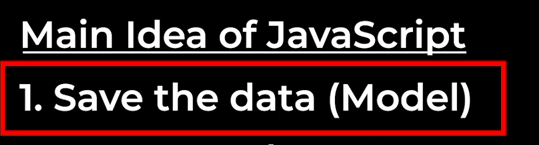 Main Idea of JavaScript
1. Save the data (Model)